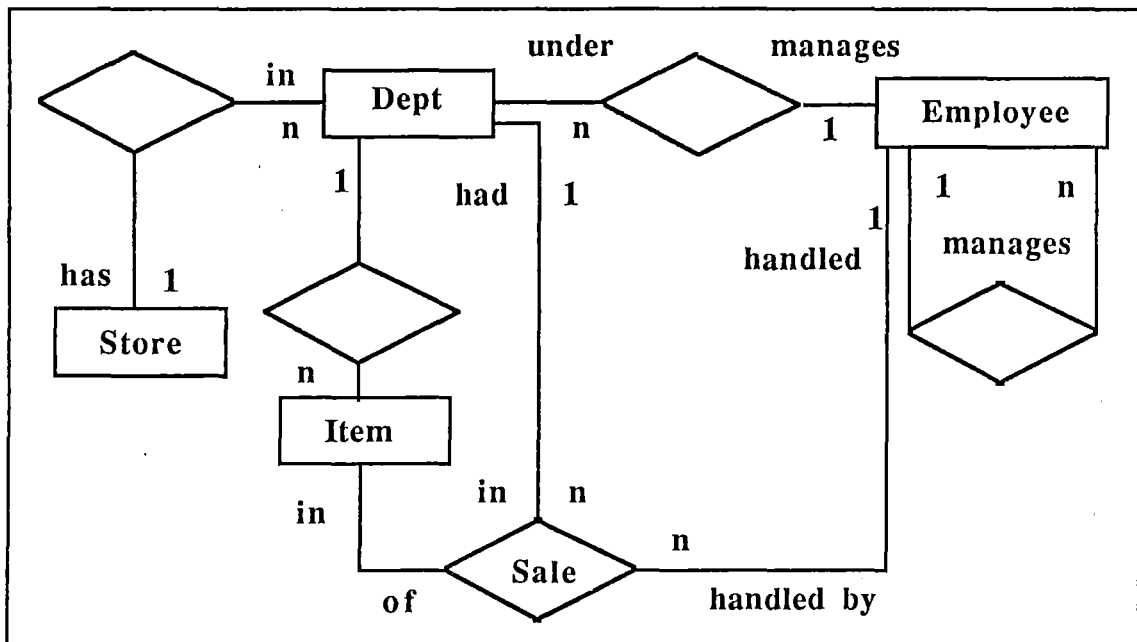 under manages
in
Dept Employee
n n 1
1 had 1 1 n
1
handled manages
has 1
Store
n
Item
in n
in
n
Sale
of handled by